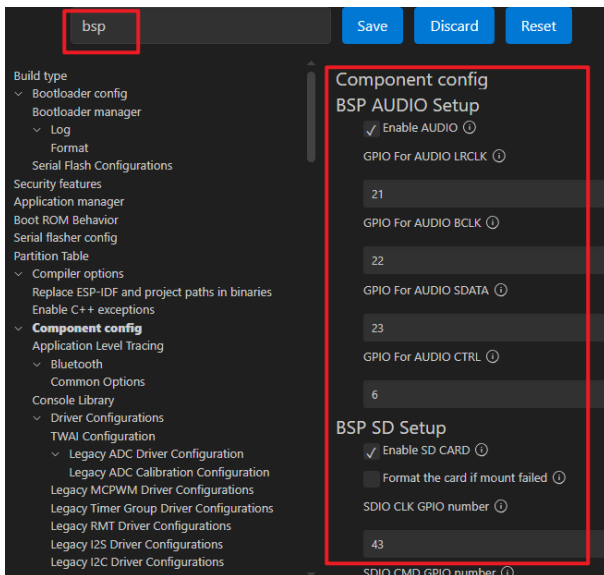 bsp
Save
Discard
Reset
Build type
Bootloader config
Bootloader manager
Log
Format
Serial Flash Configurations
Security features
Application manager
Boot ROM Behavior
Serial flasher config
Partition Table
Compiler options
Replace ESP-IDF and project paths in binaries
Enable C++ exceptions
Component config
Application Level Tracing
Bluetooth
Common Options
Console Library
Driver Configurations
TWAI Configuration
Legacy ADC Driver Configuration
Legacy ADC Calibration Configuration
Legacy MCPWM Driver Configurations
Legacy Timer Group Driver Configurations
Legacy RMT Driver Configurations
Legacy I2S Driver Configurations
Legacy I2C Driver Configurations
Component config
BSP AUDIO Setup
Enable AUDIO
GPIO For AUDIO LRCLK
21
GPIO For AUDIO BCLK
22
GPIO For AUDIO SDATA
23
GPIO For AUDIO CTRL
6
BSP SD Setup
Enable SD CARD
Format the card if mount failed
SDIO CLK GPIO number
43
SDIO CMD GPIO number